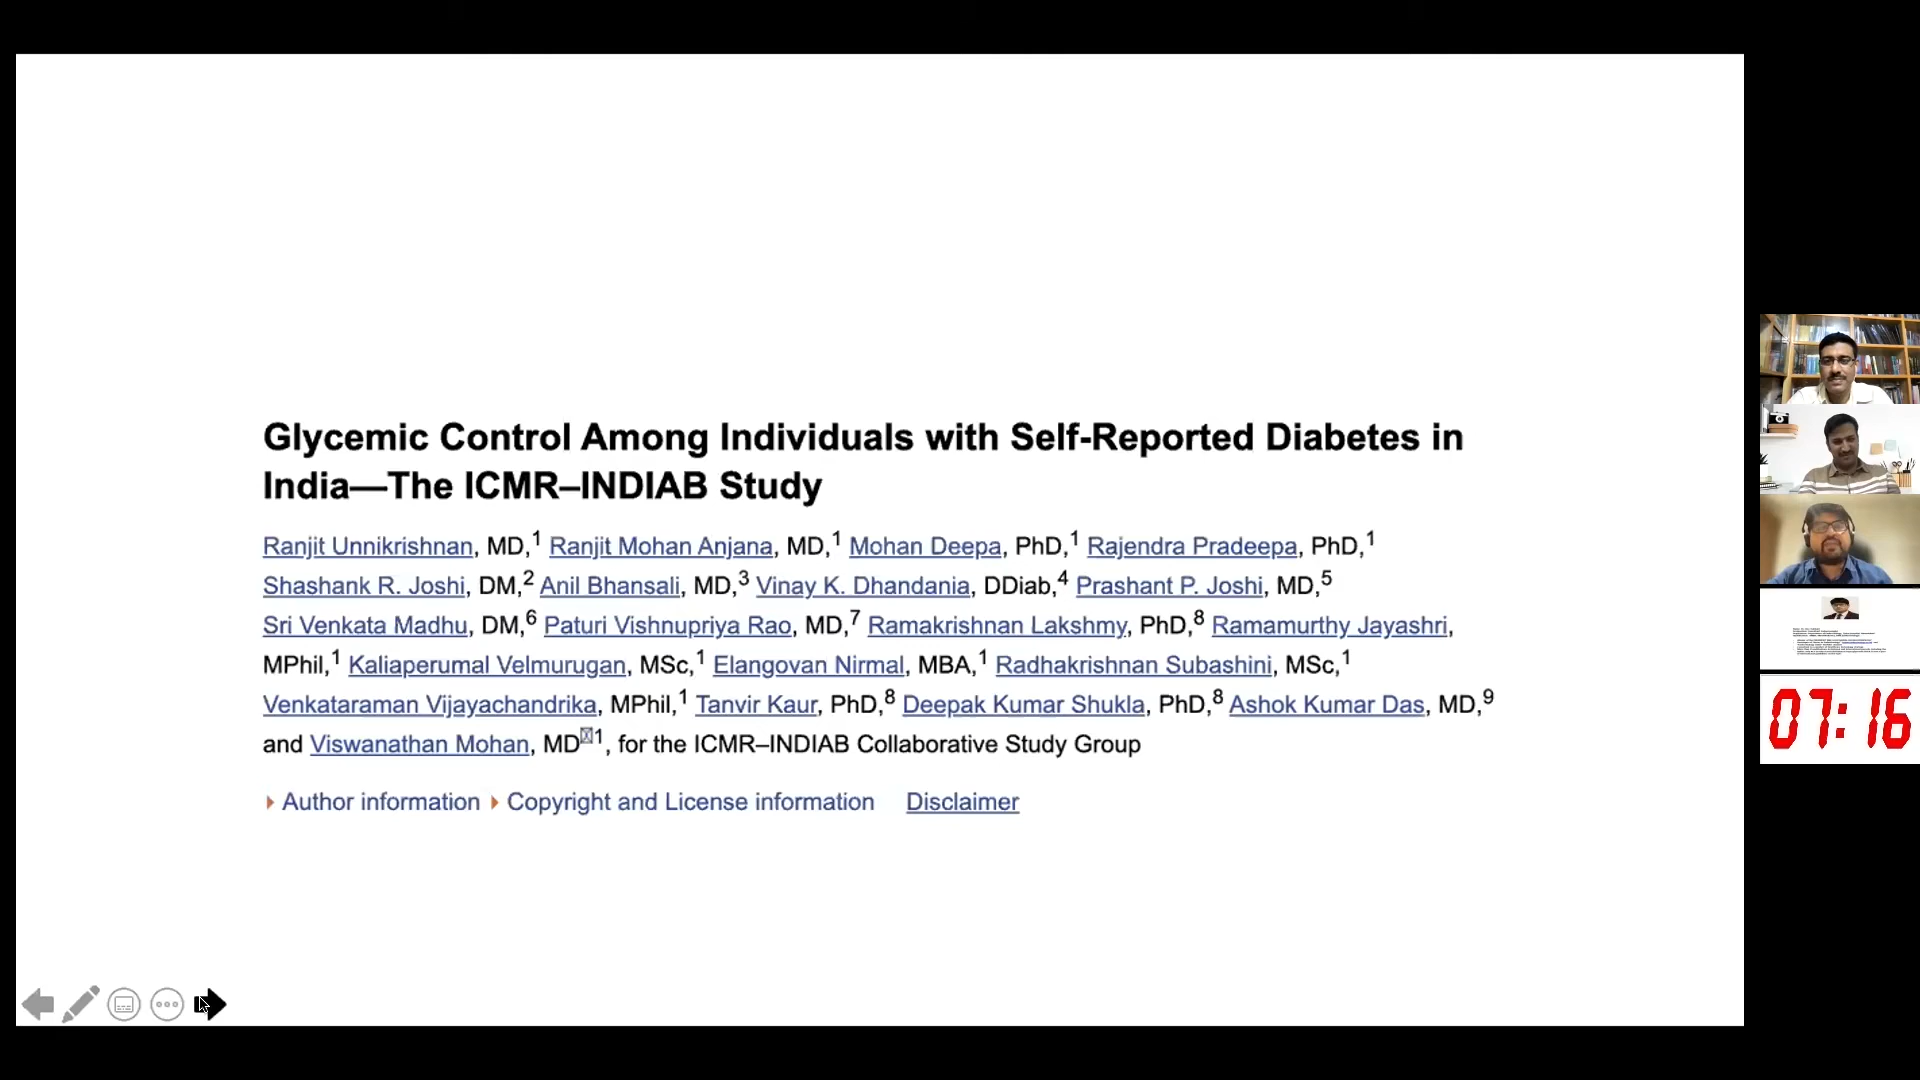 Glycemic Control Among Individuals with Self-Reported Diabetes in
India—The ICMR–INDIAB Study
Ranjit Unnikrishnan, MD,1 Ranjit Mohan Anjana, MD,1 Mohan Deepa, PhD,1 Rajendra Pradeepa, PhD,1
Shashank R. Joshi, DM,2 Anil Bhansali, MD,3 Vinay K. Dhandania, DDiab,4 Prashant P. Joshi, MD,5
Sri Venkata Madhu, DM,6 Paturi Vishnupriya Rao, MD,7 Ramakrishnan Lakshmy, PhD,8 Ramamurthy Jayashri,
MPhil,1 Kaliaperumal Velmurugan, MSc,1 Elangovan Nirmal, MBA,1 Radhakrishnan Subashini, MSc,1
Venkataraman Vijayachandrika, MPhil,1 Tanvir Kaur, PhD,8 Deepak Kumar Shukla, PhD,8 Ashok Kumar Das, MD,9
and Viswanathan Mohan, MD1, for the ICMR–INDIAB Collaborative Study Group
Author information Copyright and License information Disclaimer
07:16